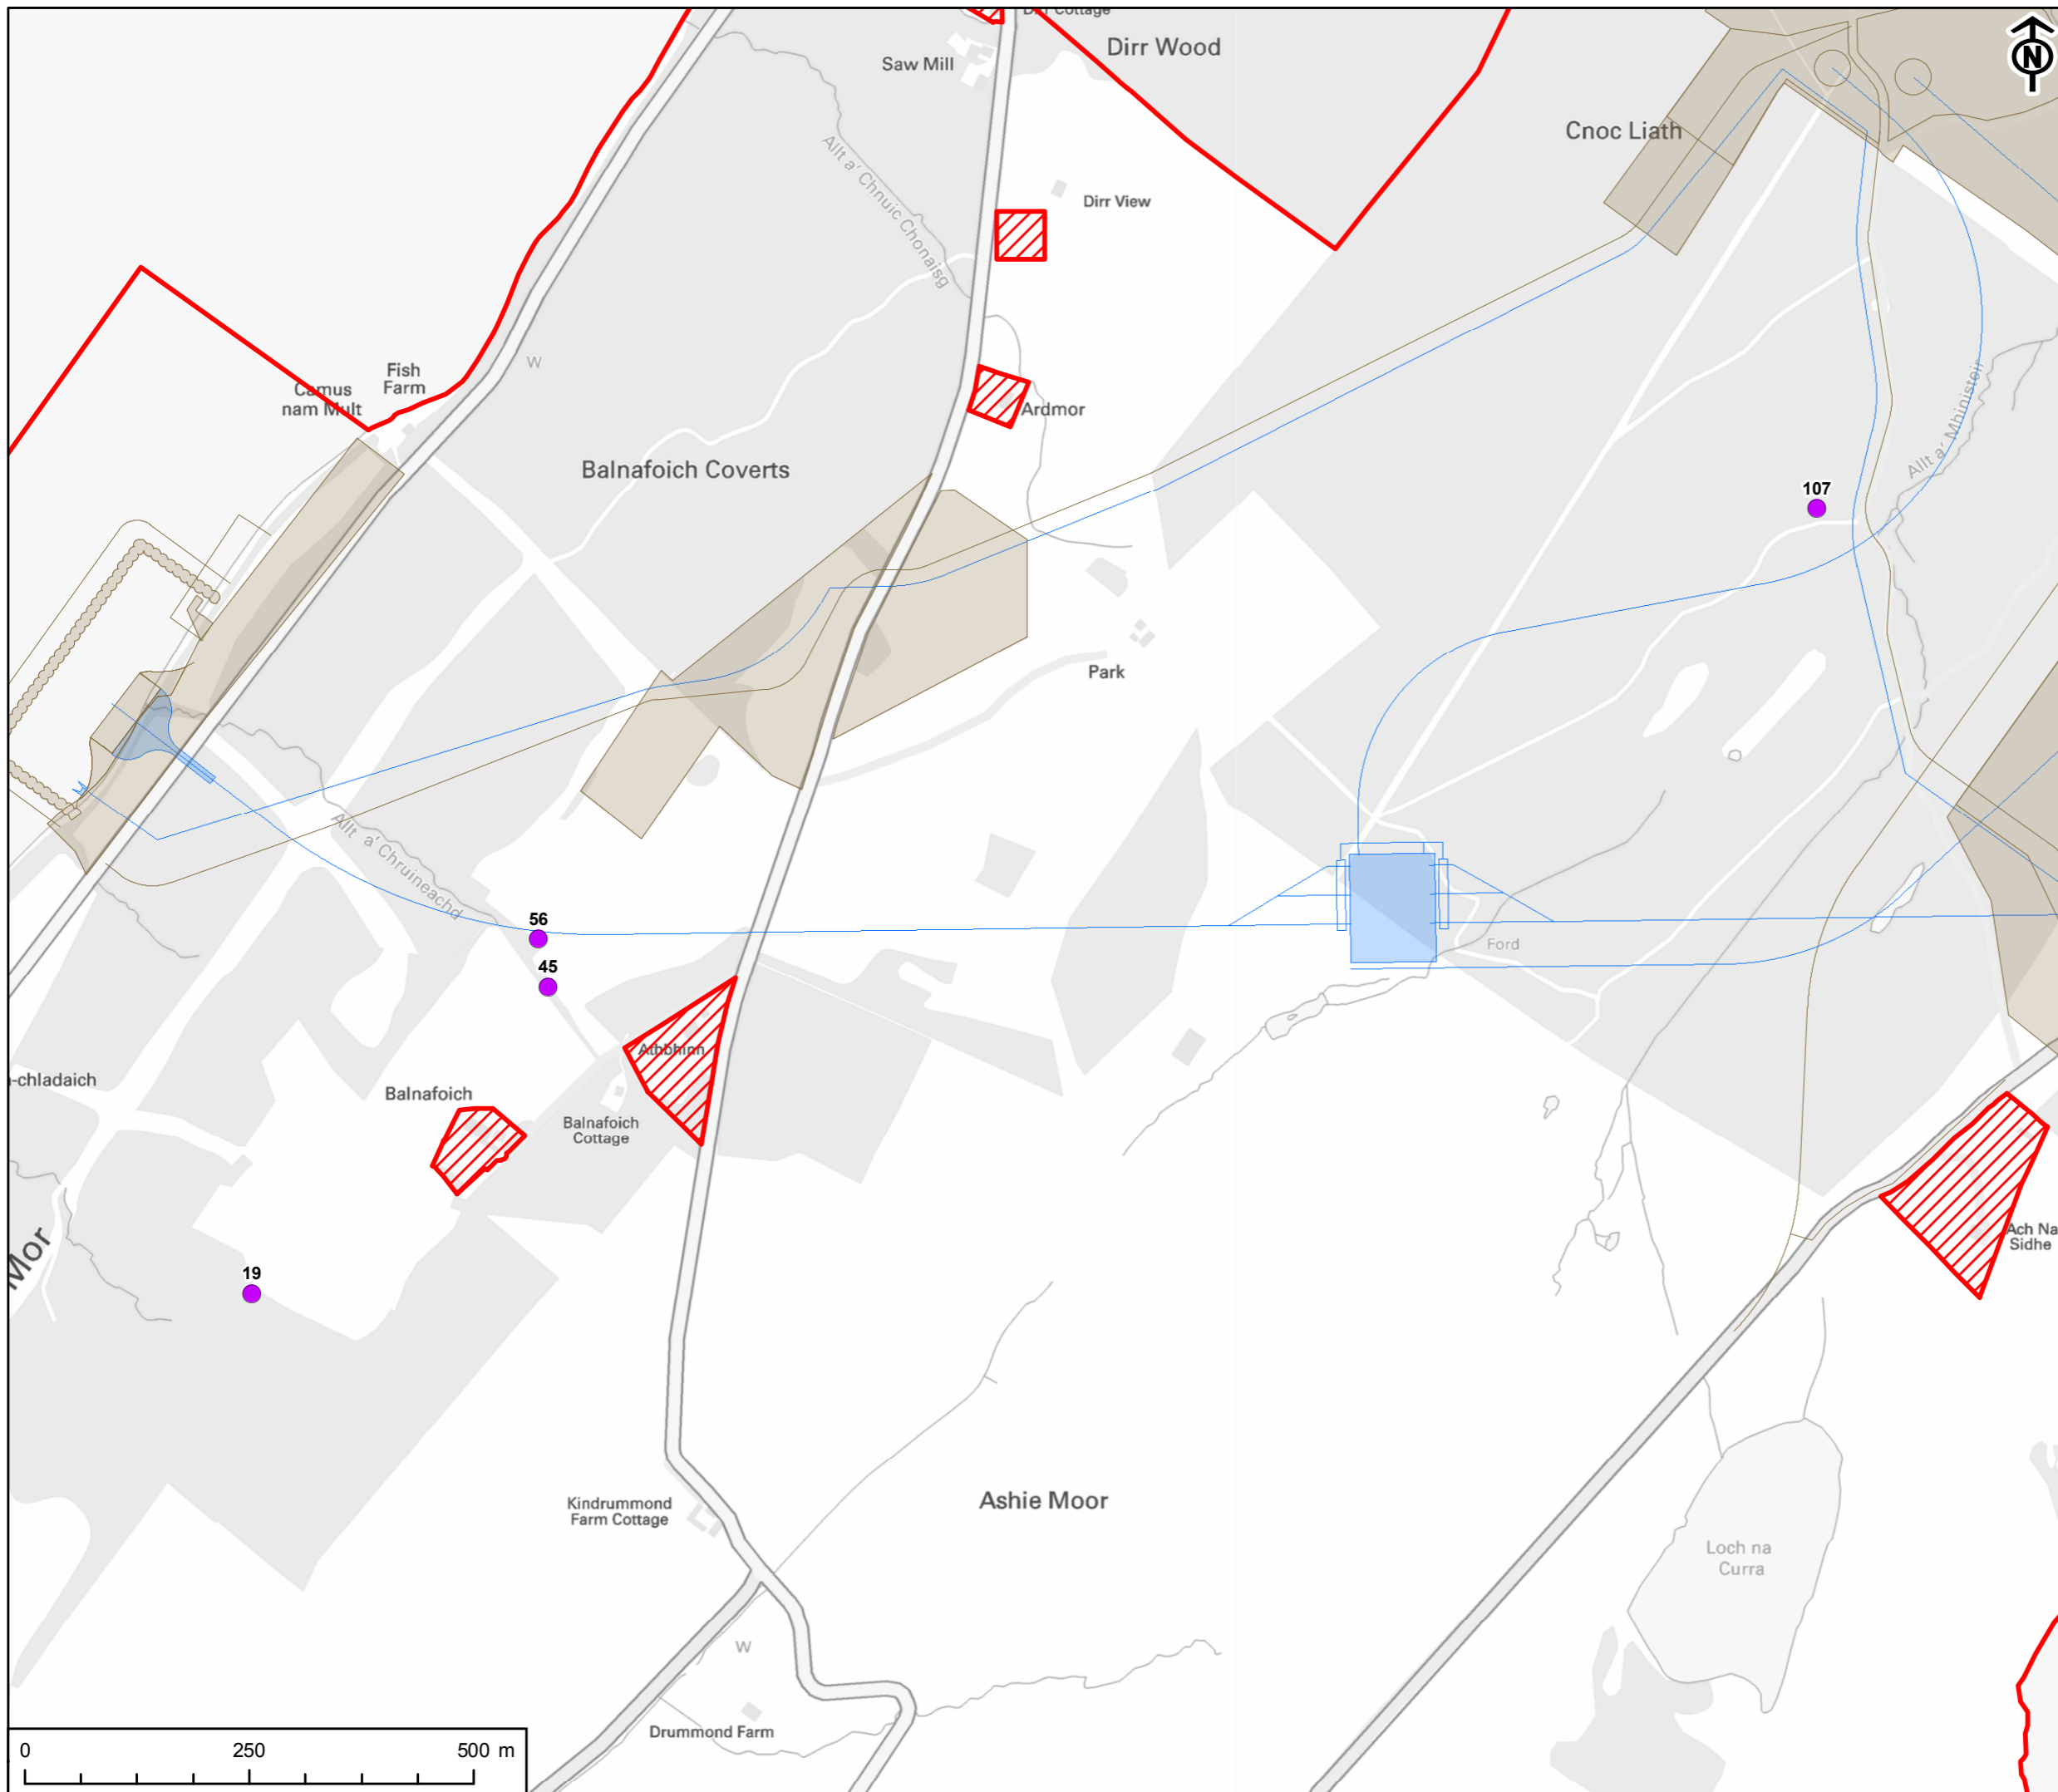 Dirr Cottage
Dirr Wood
N
Saw Mill
Cnoc Liath
Allt a' Chnuic Chonaisg
Dirr View
W
Fish
Farm
Camus
nam Mult
Ardmor
Allt a' Mhinisteir
Balnafoich Coverts
107
Park
Allt a' Chruineachd
56
Ford
45
Athbhinn
-chladaich
Balnafoich
Balnafoich
Cottage
Ach Na
Sidhe
Mor
19
Kindrummond
Farm Cottage
Ashie Moor
Loch na
Curra
W
Drummond Farm
0 250 500 m